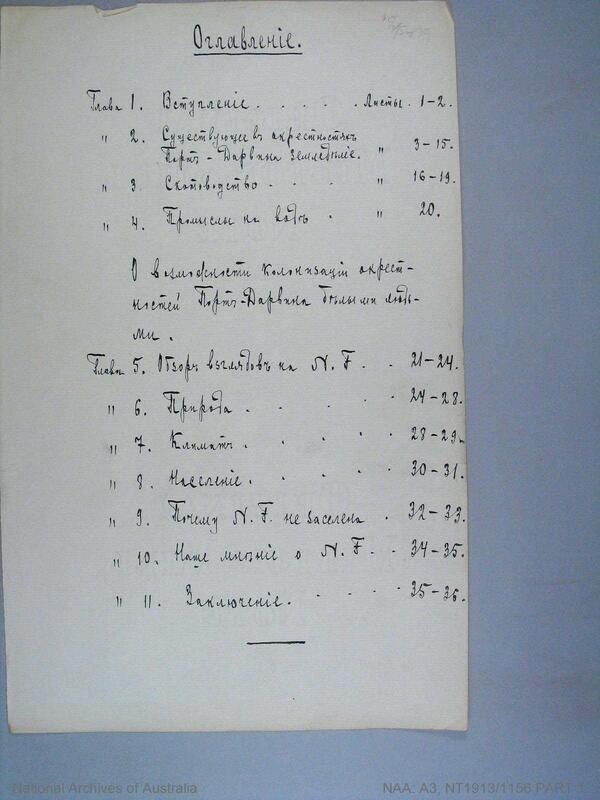 Оглавленіе.
Глава 1. Вступленіе . . . . . Листы. 1-2.
" 2. Существующее въ окрестностяхъ
Портъ-Дарвина земледѣліе. " 3-15.
" 3 Скотоводство . . . " 16-19.
" 4. Промыслы на водѣ. . " 20.
О возможности колонизаціи окрест-
ностей Портъ-Дарвина бѣлыми людь-
ми.
Глава 5. Обзоръ взглядовъ на N. T. . . 21-24.
" 6. Природа . . . . . 24-28.
" 7. Климатъ. . . . . 28-29.
" 8. Населеніе. . . . . 30-31.
" 9. Почему N. T. не заселена . 32-33.
" 10. Наше мнѣніе о N. T. . . 34-35.
" 11. Заключеніе. . . . . 35-36.
National Archives of Australia
NAA: A3, NT1913/1156 PART 1